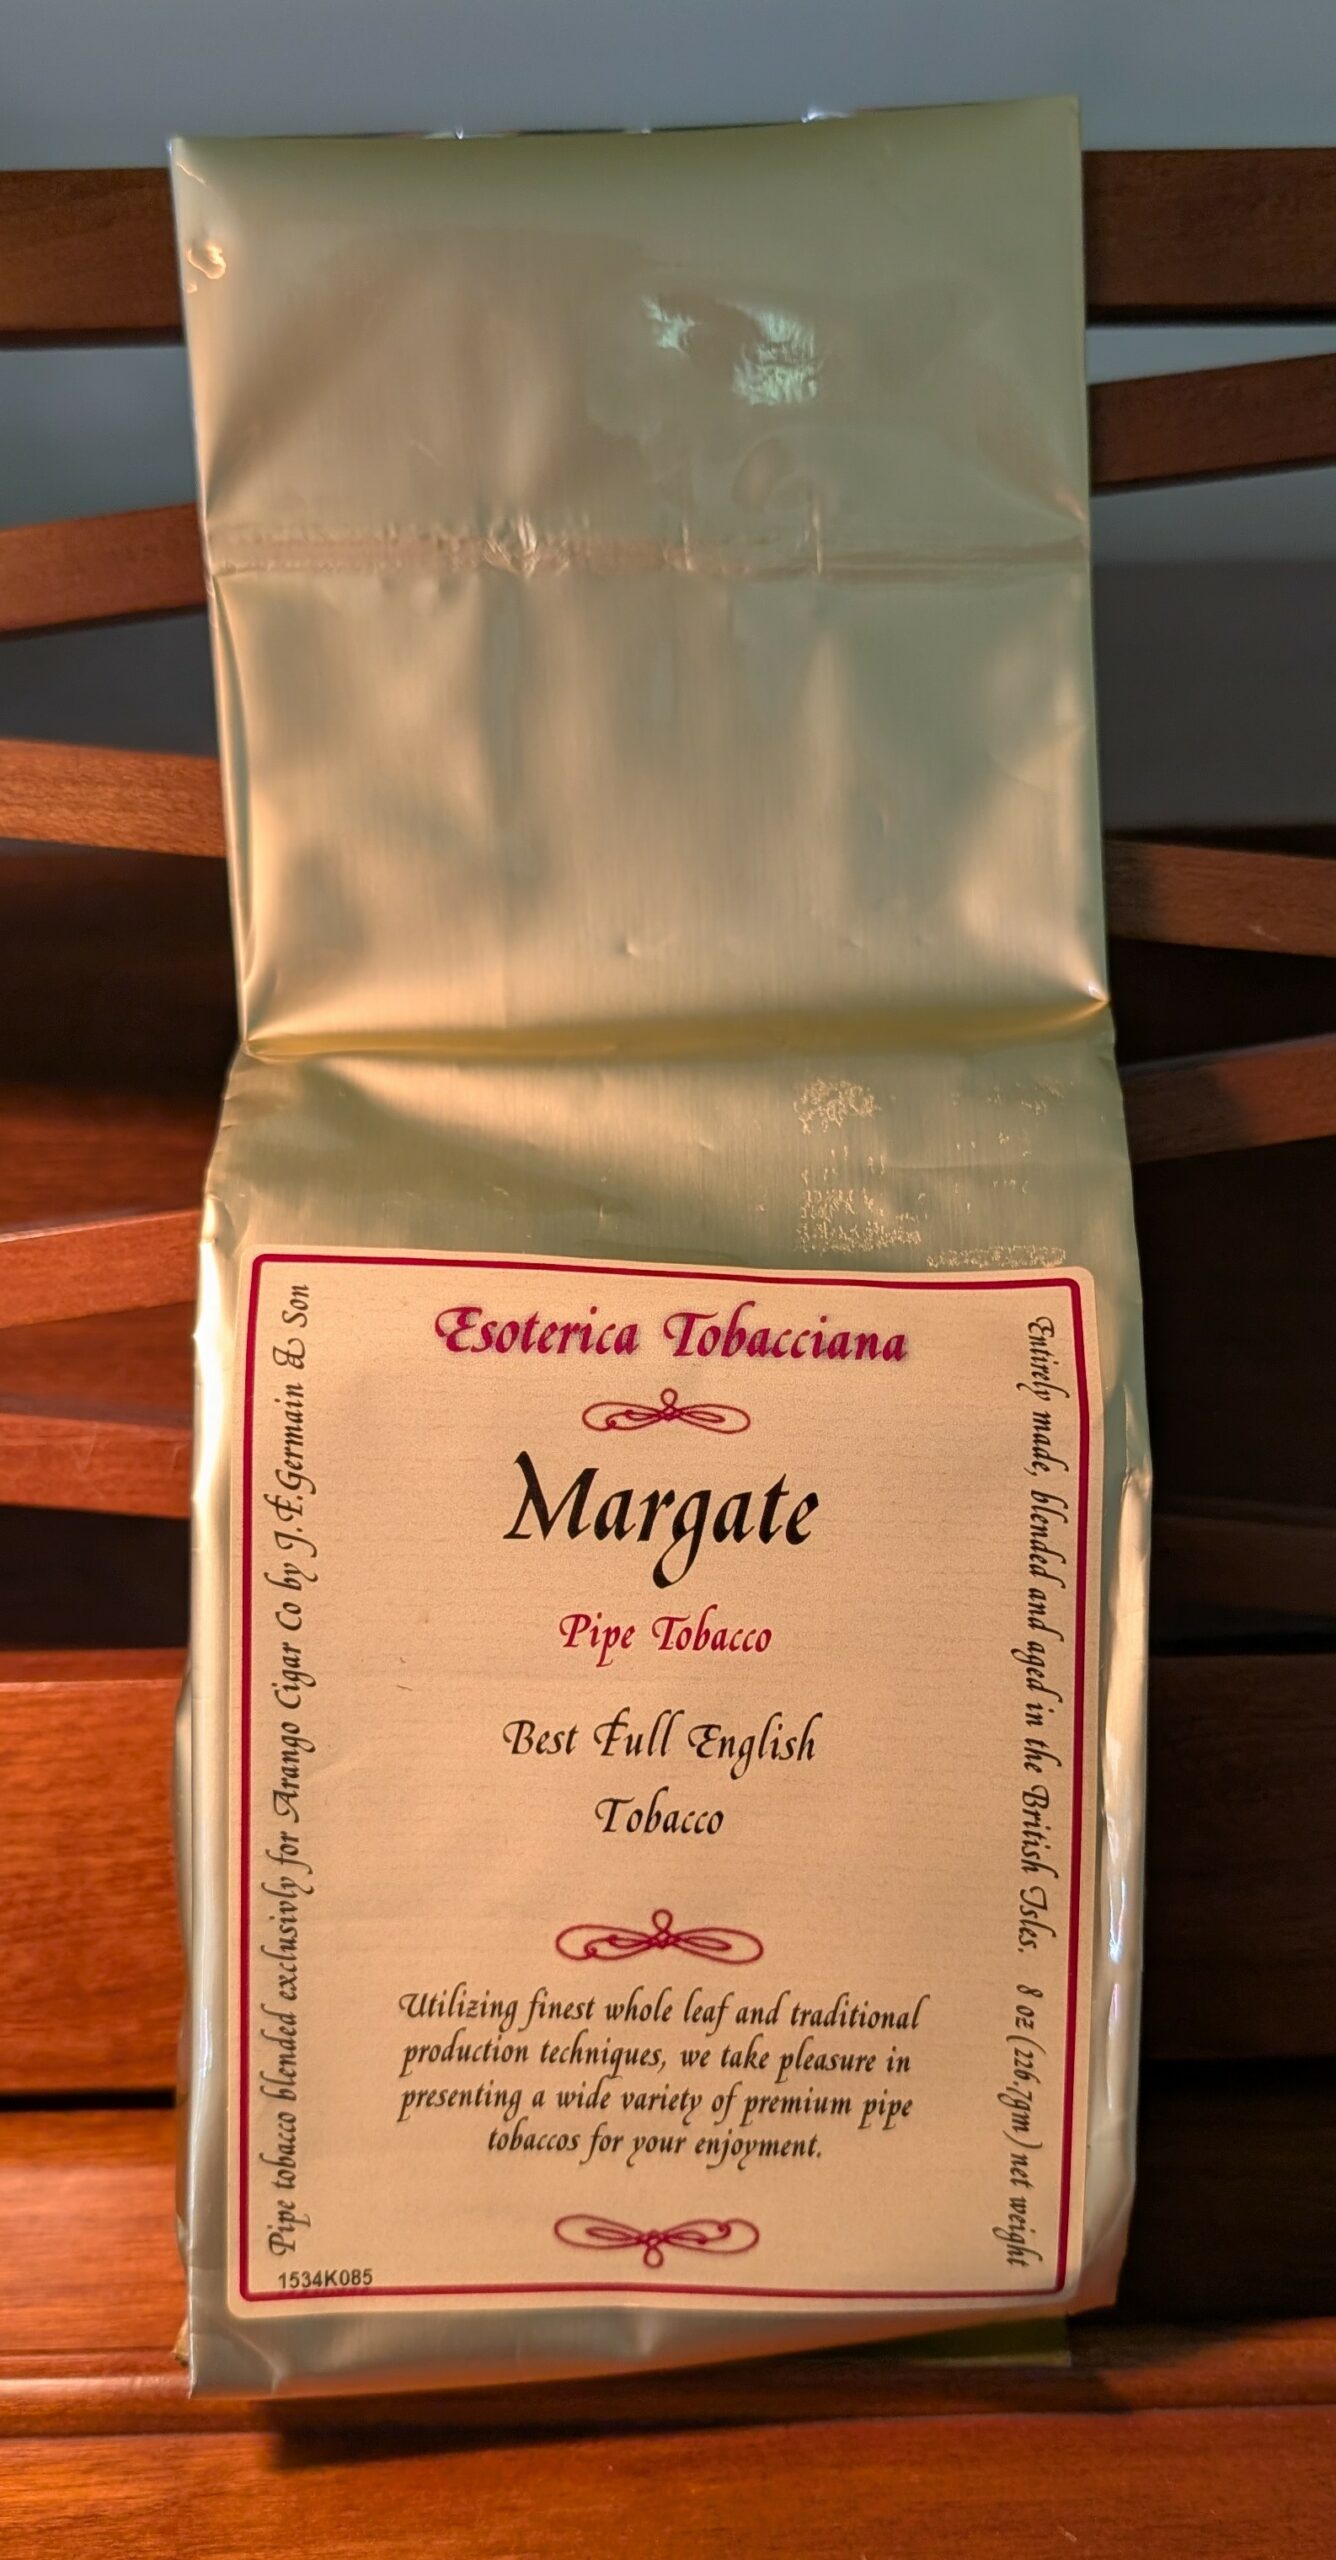 Esoterica Tobacciana
Margate
Pipe Tobacco
Best Full English
Tobacco
Utilizing finest whole leaf and traditional
production techniques, we take pleasure in
presenting a wide variety of premium pipe
tobaccos for your enjoyment.
Pipe tobacco blended exclusivly for Arango Cigar Co by J.F.Germain & Son
Entirely made, blended and aged in the British Isles. 8 oz (226.7gm) net weight
1534K085